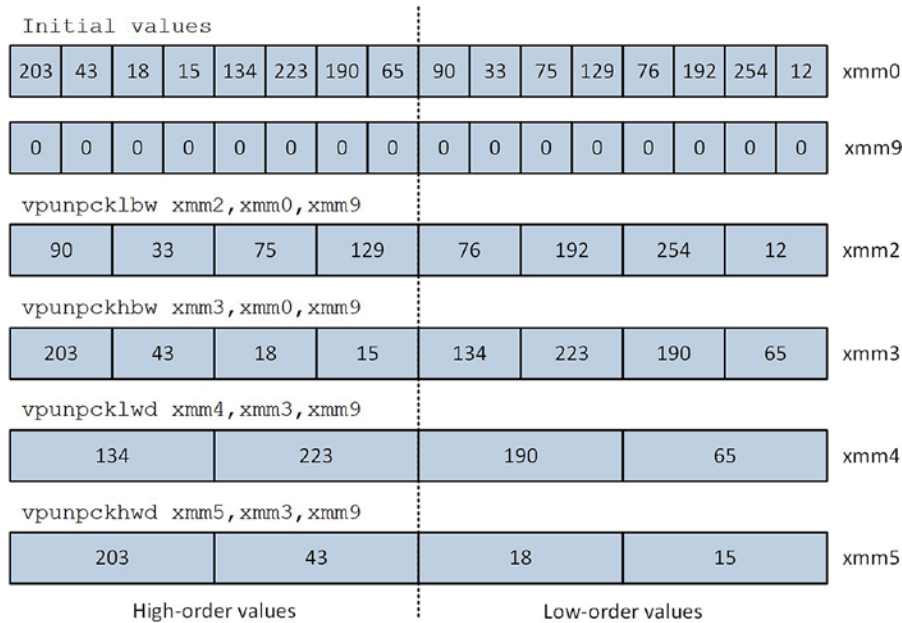 Initial values
203 43 18 15 134 223 190 65 90 33 75 129 76 192 254 12 xmm0
0 0 0 0 0 0 0 0 0 0 0 0 0 0 0 0 xmm9
vpunpcklbw xmm2,xmm0,xmm9
90 33 75 129 76 192 254 12 xmm2
vpunpckhbw xmm3,xmm0,xmm9
203 43 18 15 134 223 190 65 xmm3
vpunpcklwd xmm4,xmm3,xmm9
134 223 190 65 xmm4
vpunpckhwd xmm5,xmm3,xmm9
203 43 18 15 xmm5
High-order values Low-order values